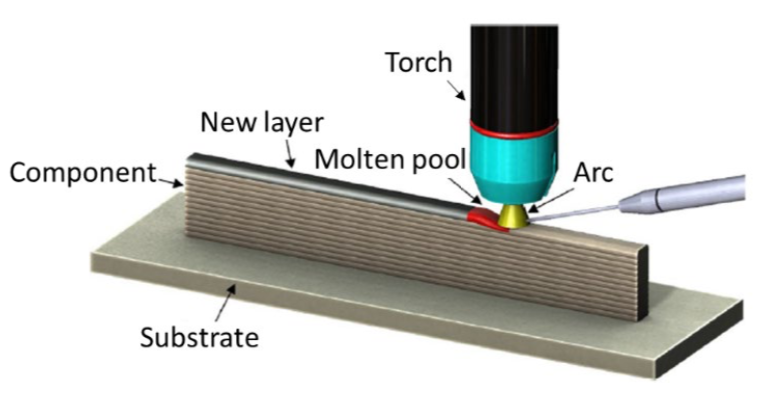 Torch
New layer
Molten pool
Arc
Component
Substrate